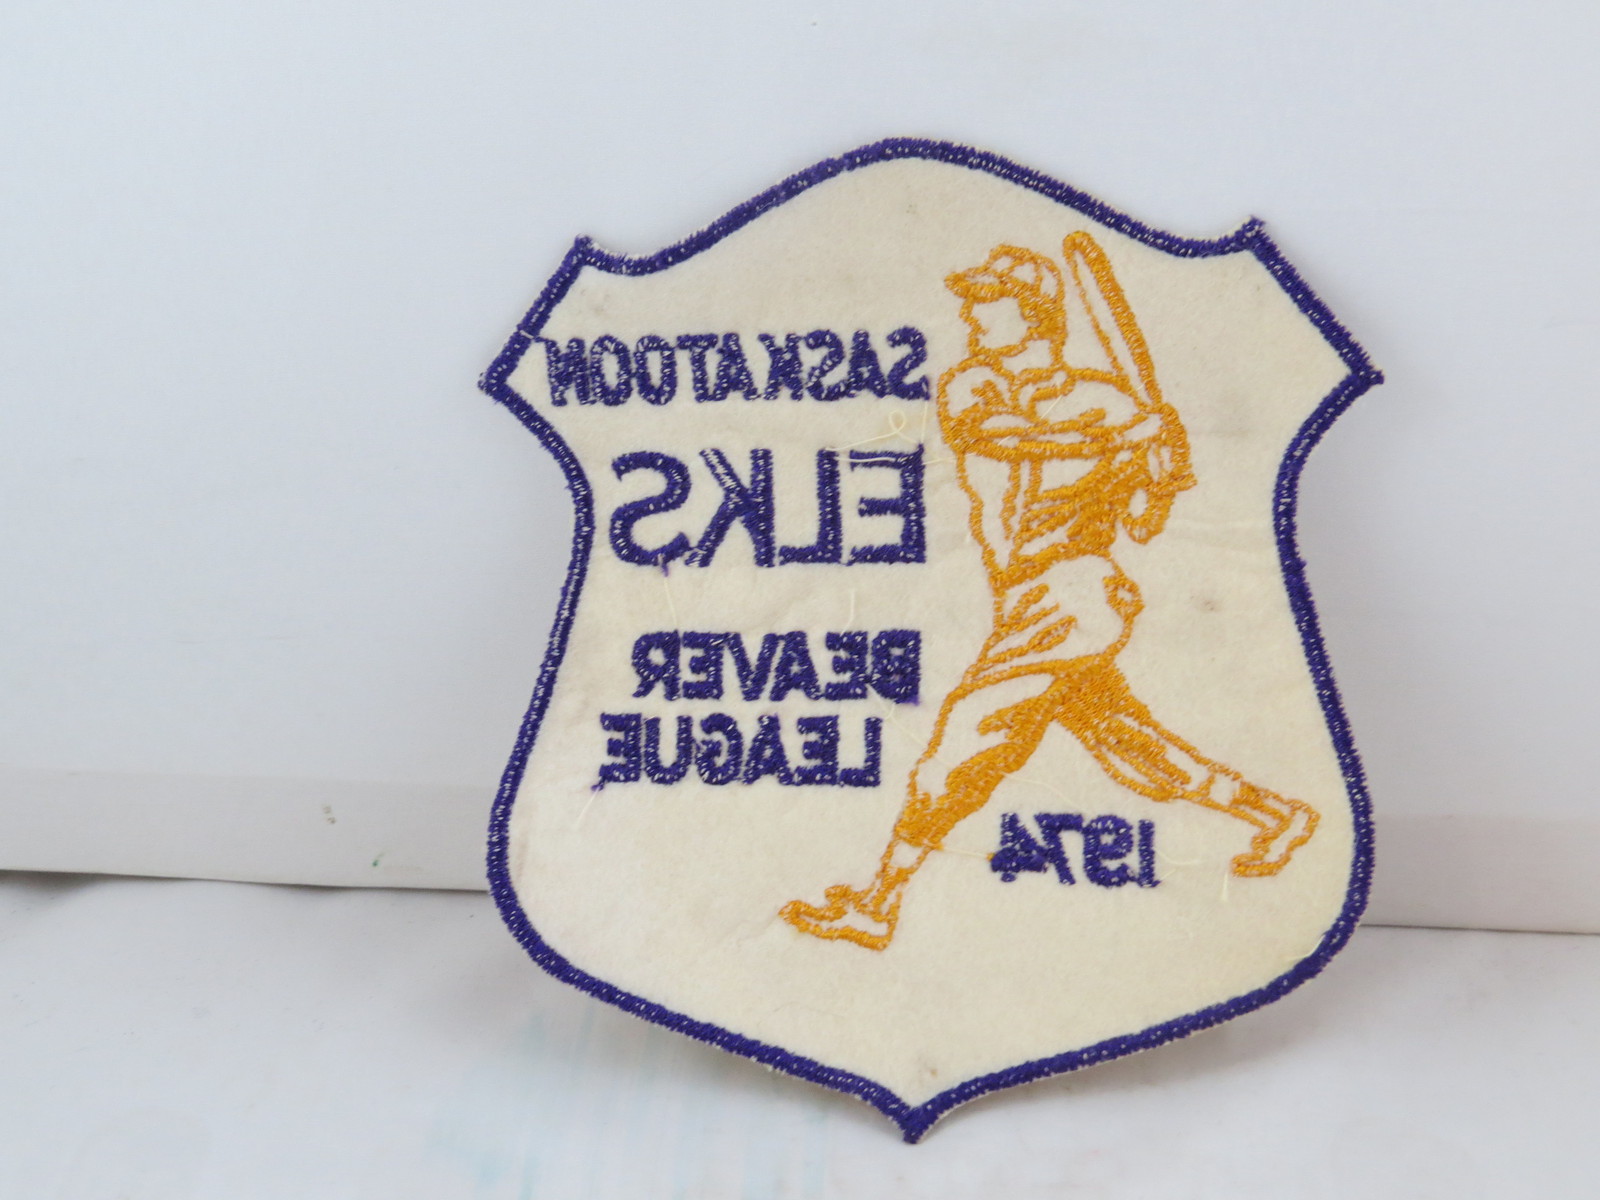 SASKATOON
ELKS
BEAVER
LEAGUE
1974